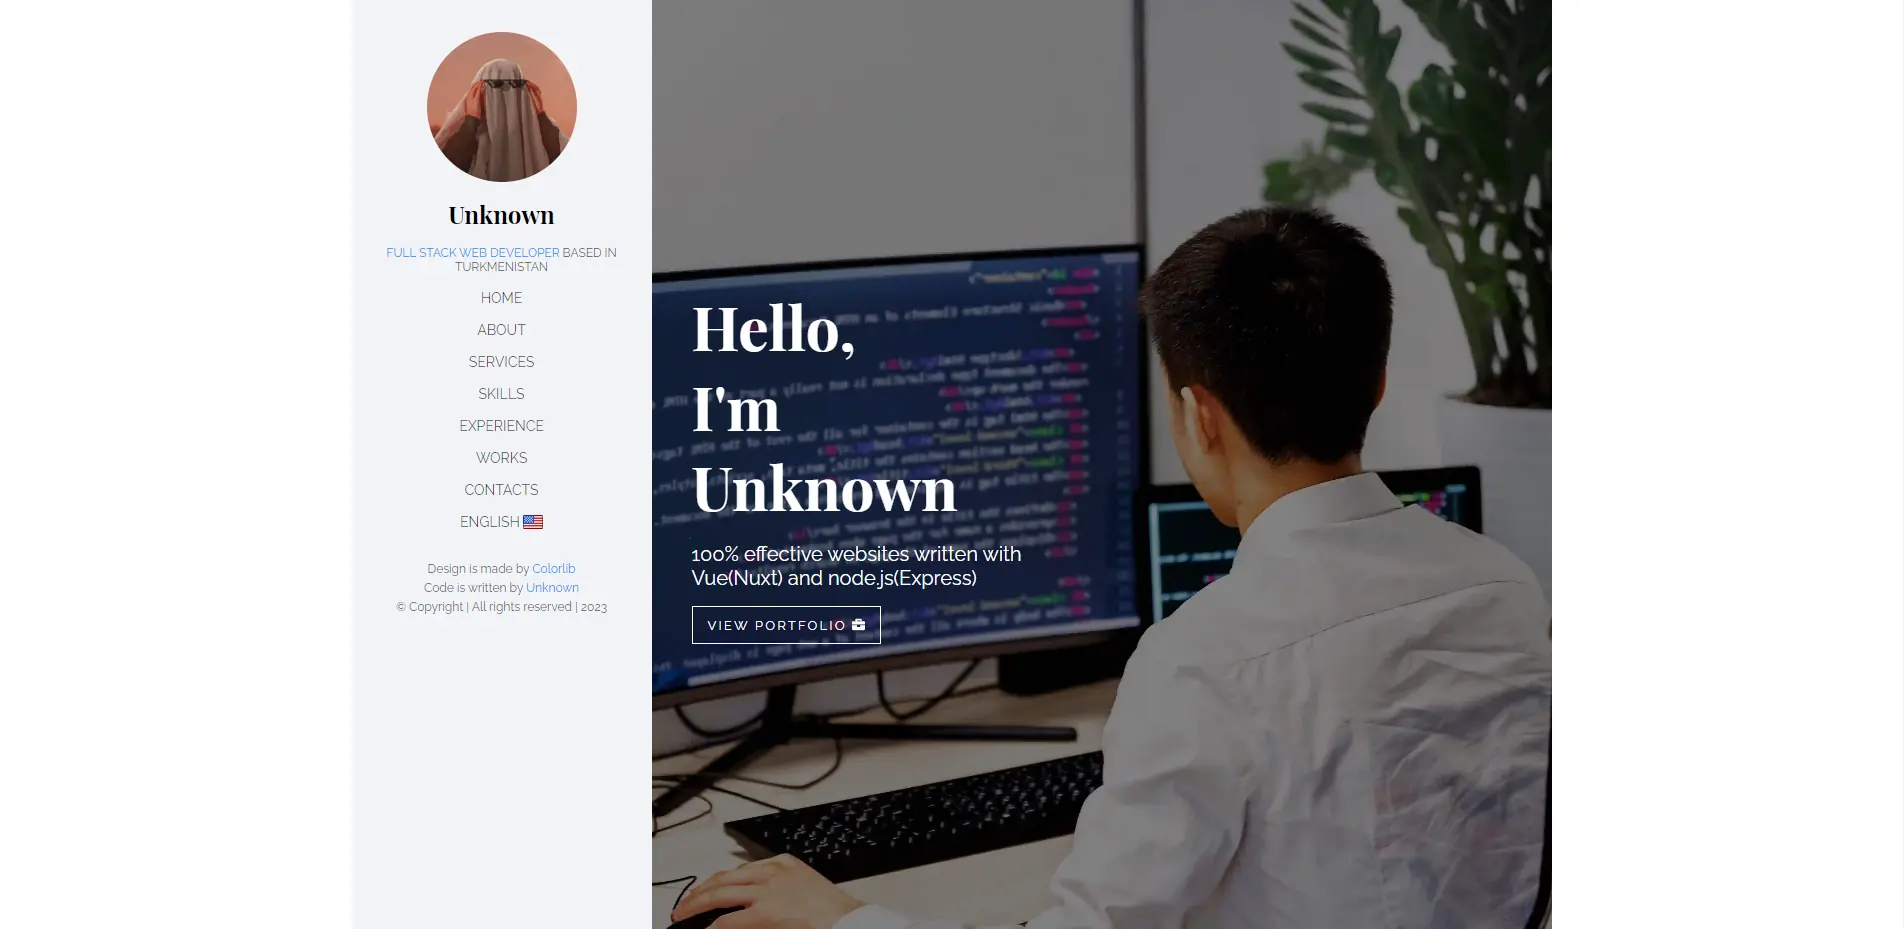 Unknown
FULL STACK WEB DEVELOPER BASED IN
TURKMENISTAN
HOME
ABOUT
SERVICES
SKILLS
EXPERIENCE
WORKS
CONTACTS
ENGLISH
Design is made by Colorlib
Code is written by Unknown
© Copyright | All rights reserved | 2023
Hello,
I'm
Unknown
100% effective websites written with
Vue(Nuxt) and node.js(Express)
VIEW PORTFOLIO